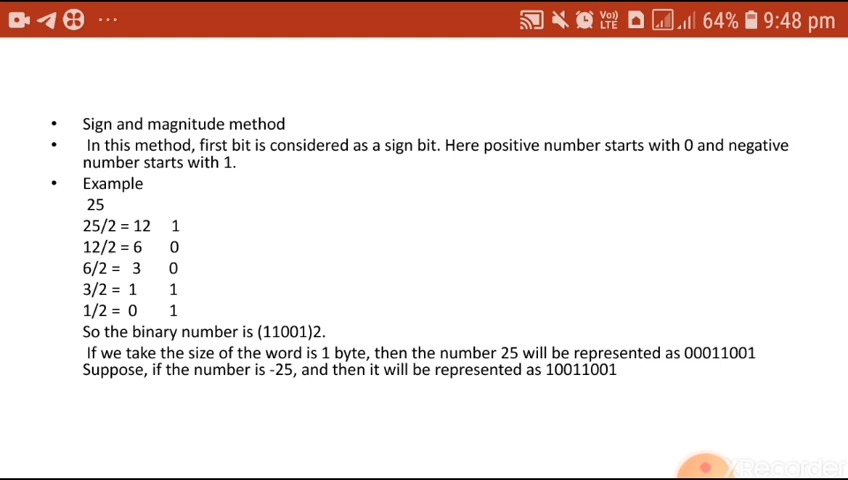 ... Vo)) LTE 64% 9:48 pm
• Sign and magnitude method
• In this method, first bit is considered as a sign bit. Here positive number starts with 0 and negative
number starts with 1.
• Example
25
25/2 = 12 1
12/2 = 6 0
6/2 = 3 0
3/2 = 1 1
1/2 = 0 1
So the binary number is (11001)2.
If we take the size of the word is 1 byte, then the number 25 will be represented as 00011001
Suppose, if the number is -25, and then it will be represented as 10011001
XRecorder